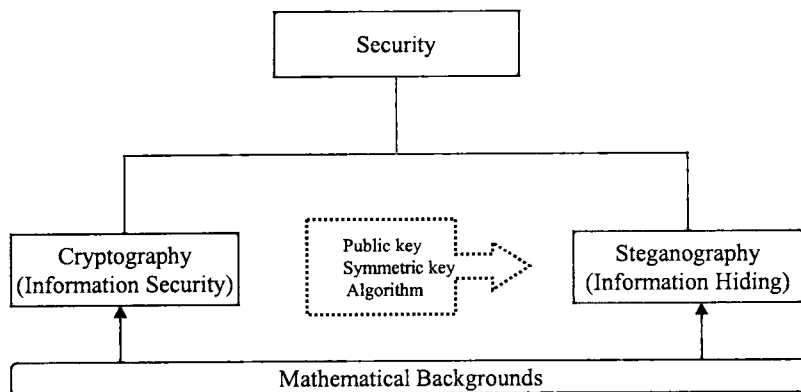 Security
Cryptography
(Information Security)
Public key
Symmetric key
Algorithm
Steganography
(Information Hiding)
Mathematical Backgrounds